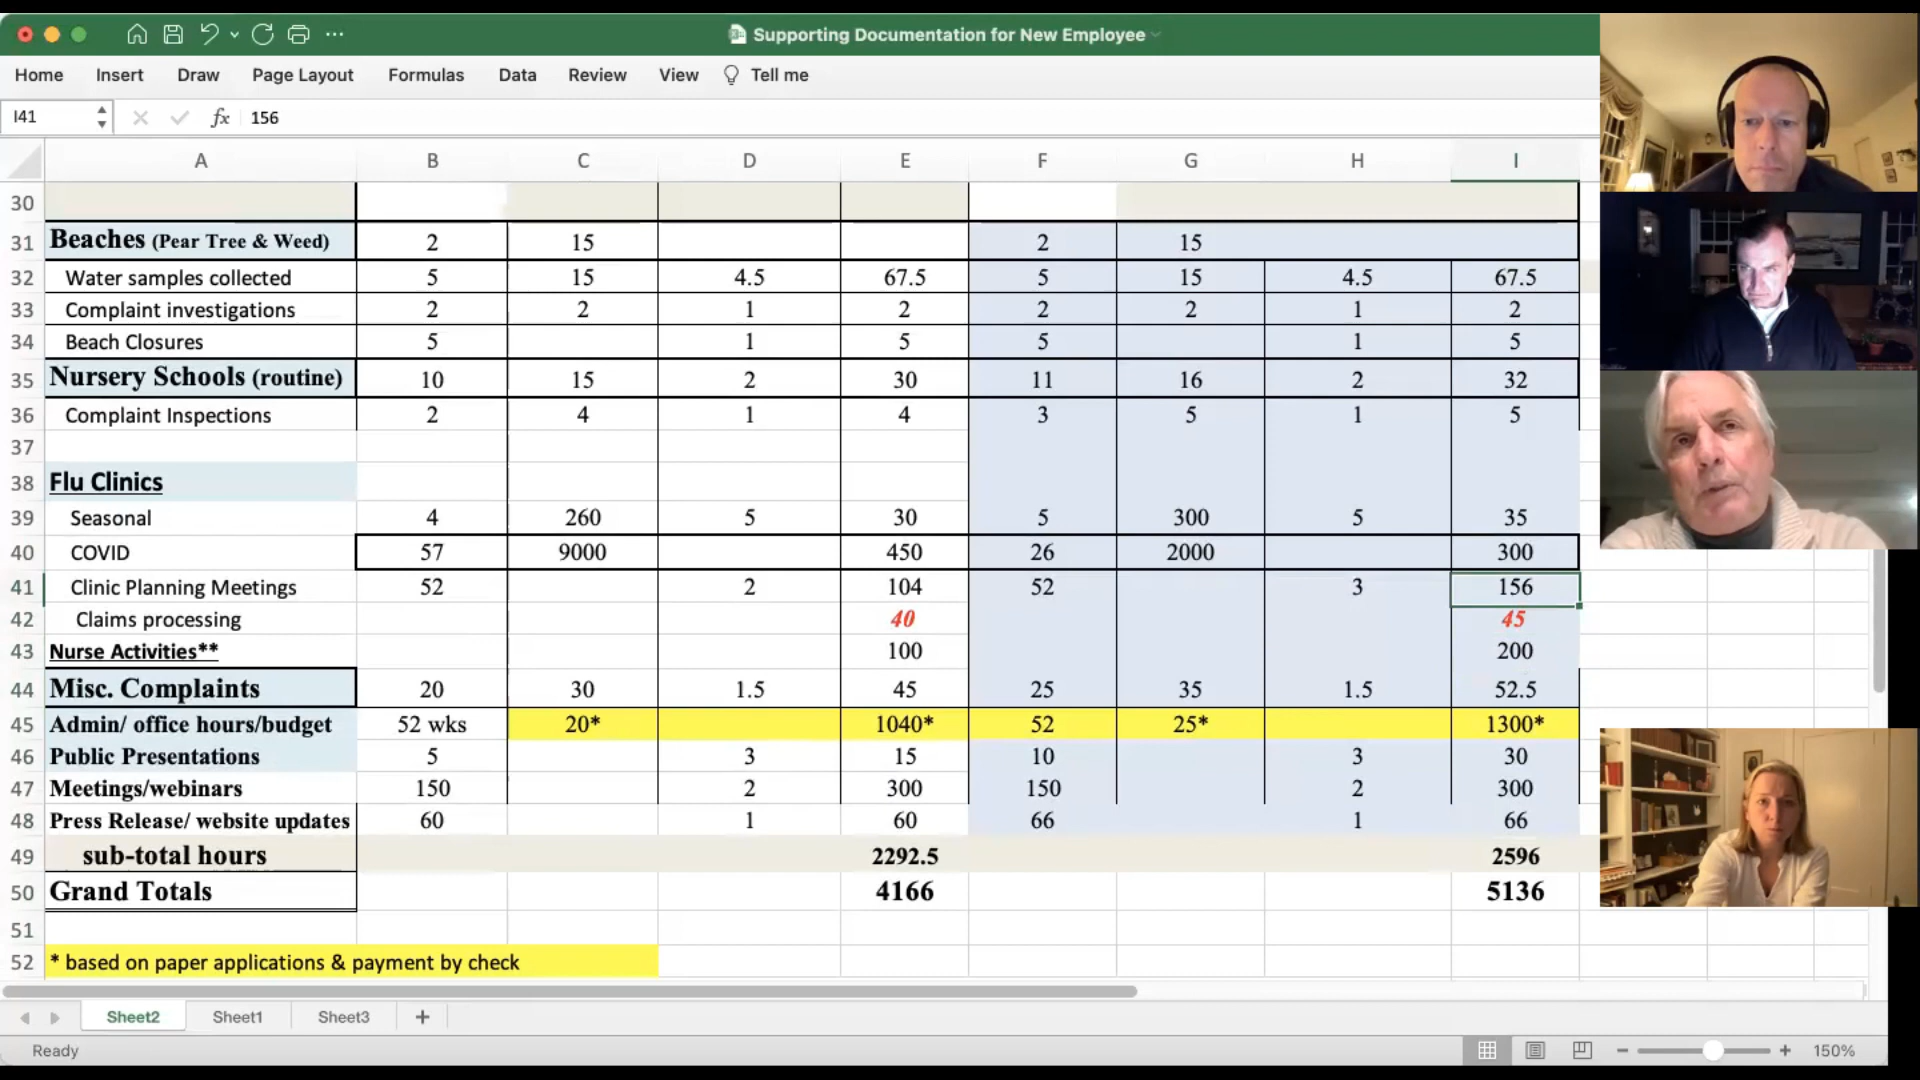 Supporting Documentation for New Employee
Home Insert Draw Page Layout Formulas Data Review View Tell me
I41 fx 156
A B C D E F G H I
30
31 Beaches (Pear Tree & Weed) 2 15 2 15
32 Water samples collected 5 15 4.5 67.5 5 15 4.5 67.5
33 Complaint investigations 2 2 1 2 2 2 1 2
34 Beach Closures 5 1 5 5 1 5
35 Nursery Schools (routine) 10 15 2 30 11 16 2 32
36 Complaint Inspections 2 4 1 4 3 5 1 5
37
38 Flu Clinics
39 Seasonal 4 260 5 30 5 300 5 35
40 COVID 57 9000 450 26 2000 300
41 Clinic Planning Meetings 52 2 104 52 3 156
42 Claims processing 40 45
43 Nurse Activities** 100 200
44 Misc. Complaints 20 30 1.5 45 25 35 1.5 52.5
45 Admin/ office hours/budget 52 wks 20* 1040* 52 25* 1300*
46 Public Presentations 5 3 15 10 3 30
47 Meetings/webinars 150 2 300 150 2 300
48 Press Release/ website updates 60 1 60 66 1 66
49 sub-total hours 2292.5 2596
50 Grand Totals 4166 5136
51
52 * based on paper applications & payment by check
Sheet2 Sheet1 Sheet3 +
Ready 150%